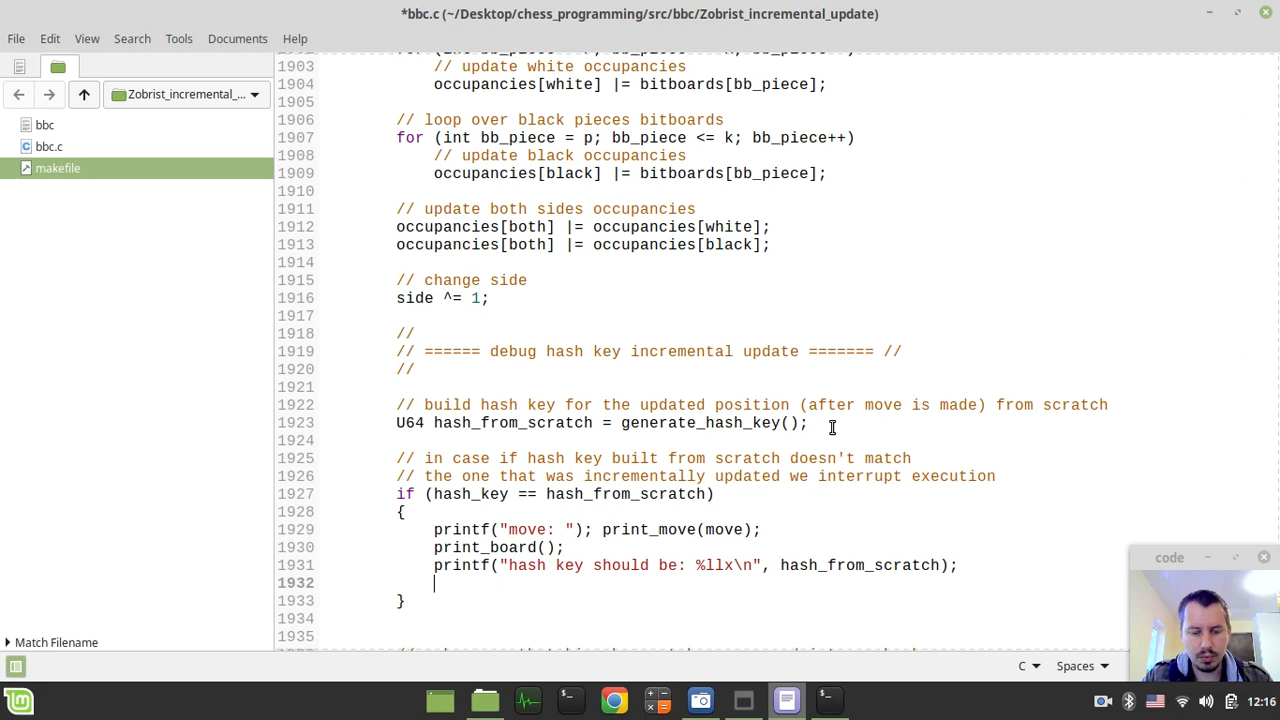 *bbc.c (~/Desktop/chess_programming/src/bbc/Zobrist_incremental_update)
File Edit View Search Tools Documents Help
Zobrist_incremental_...
bbc
bbc.c
makefile
Match Filename
1903 // update white occupancies
1904 occupancies[white] |= bitboards[bb_piece];
1905
1906 // loop over black pieces bitboards
1907 for (int bb_piece = p; bb_piece <= k; bb_piece++)
1908 // update black occupancies
1909 occupancies[black] |= bitboards[bb_piece];
1910
1911 // update both sides occupancies
1912 occupancies[both] |= occupancies[white];
1913 occupancies[both] |= occupancies[black];
1914
1915 // change side
1916 side ^= 1;
1917
1918 //
1919 // ====== debug hash key incremental update ======= //
1920 //
1921
1922 // build hash key for the updated position (after move is made) from scratch
1923 U64 hash_from_scratch = generate_hash_key();
1924
1925 // in case if hash key built from scratch doesn't match
1926 // the one that was incrementally updated we interrupt execution
1927 if (hash_key == hash_from_scratch)
1928 {
1929 printf("move: "); print_move(move);
1930 print_board();
1931 printf("hash key should be: %llx\n", hash_from_scratch);
1932
1933 }
1934
1935
code
C Spaces
12:16